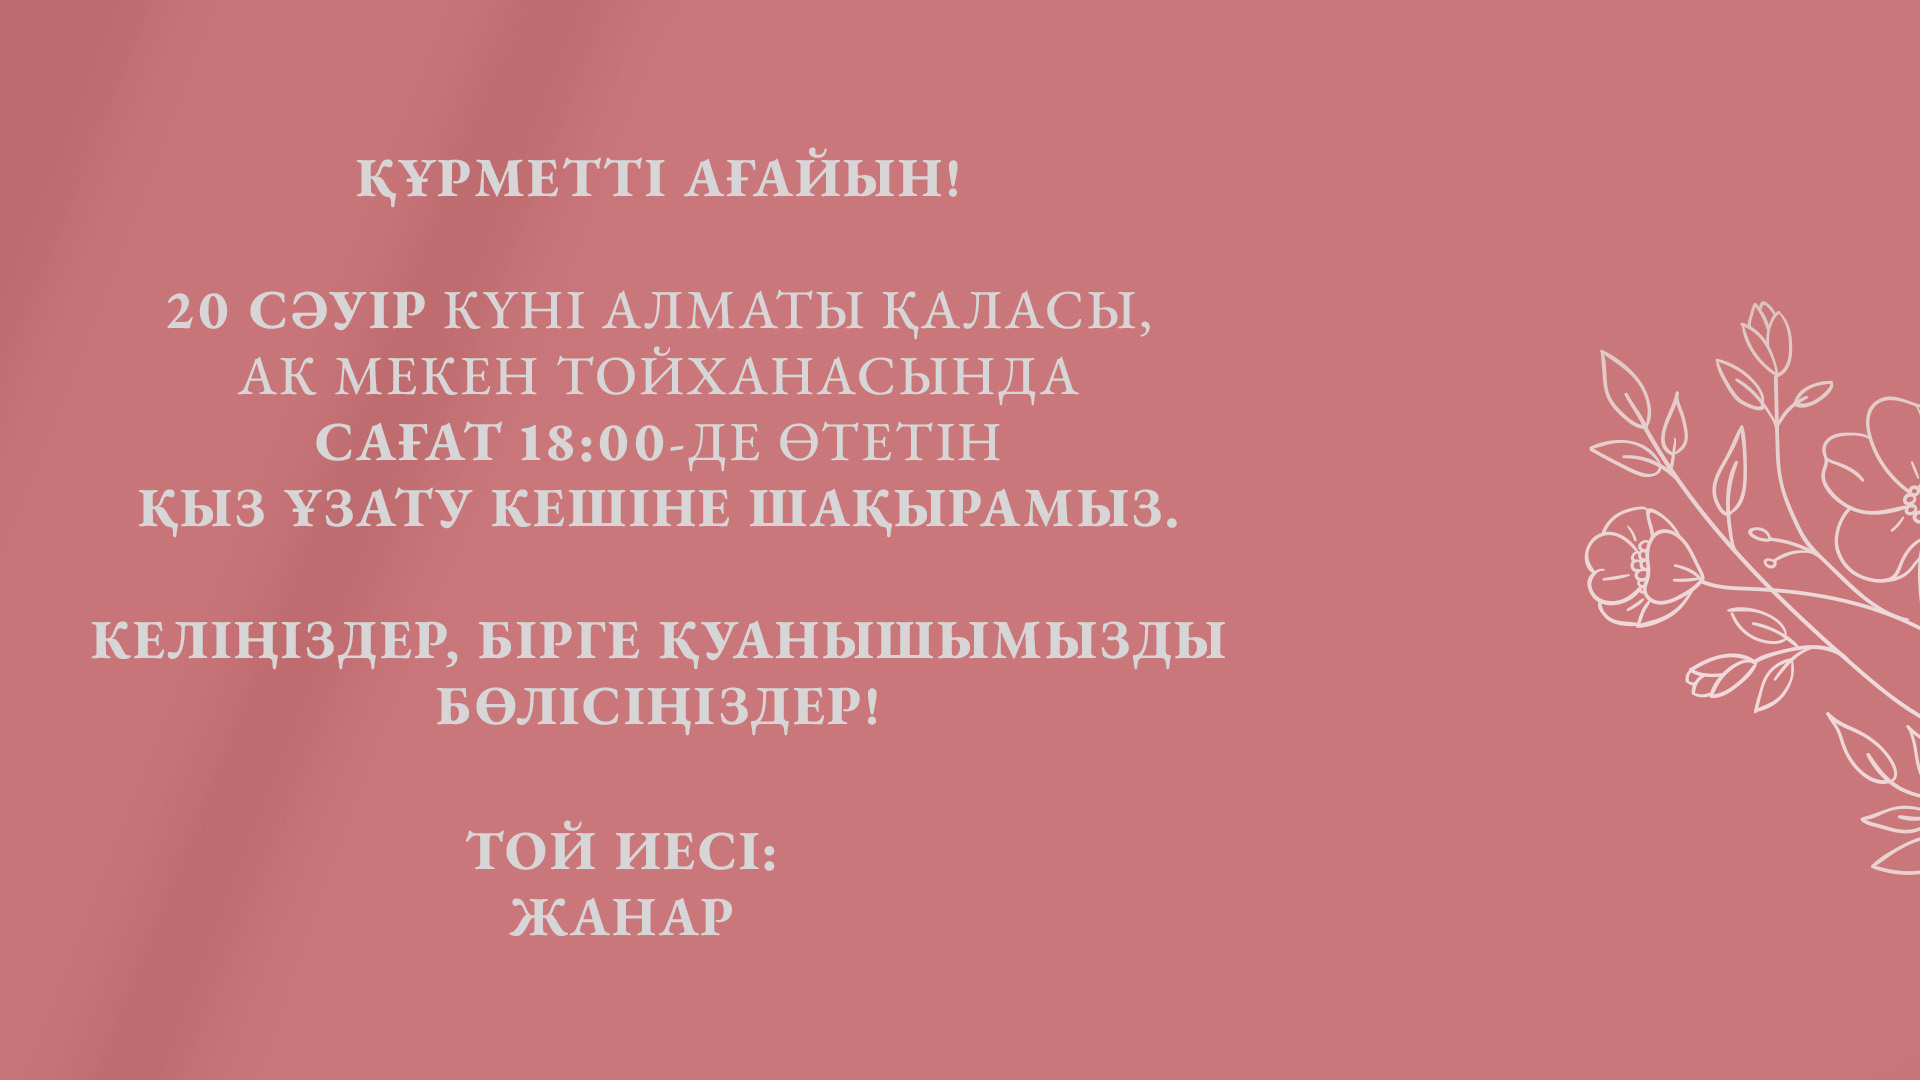 ҚҰРМЕТТІ АҒАЙЫН!
20 СӘУІР КҮНІ АЛМАТЫ ҚАЛАСЫ,
АК МЕКЕН ТОЙХАНАСЫНДА
САҒАТ 18:00-ДЕ ӨТЕТІН
ҚЫЗ ҰЗАТУ КЕШІНЕ ШАҚЫРАМЫЗ.
КЕЛІҢІЗДЕР, БІРГЕ ҚУАНЫШЫМЫЗДЫ
БӨЛІСІҢІЗДЕР!
ТОЙ ИЕСІ:
ЖАНАР